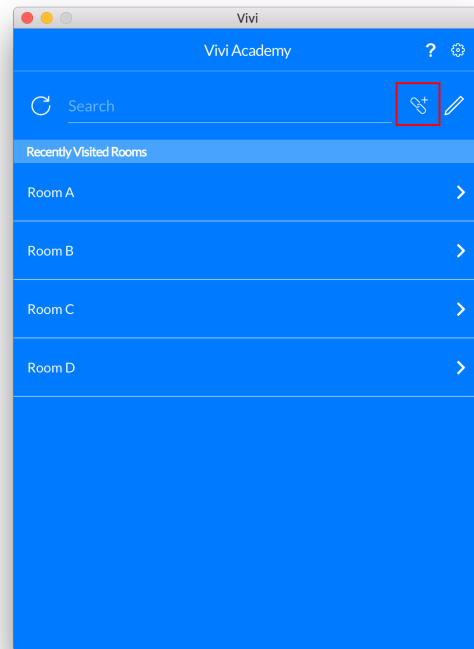 Vivi
Vivi Academy ?
Search
Recently Visited Rooms
Room A
Room B
Room C
Room D